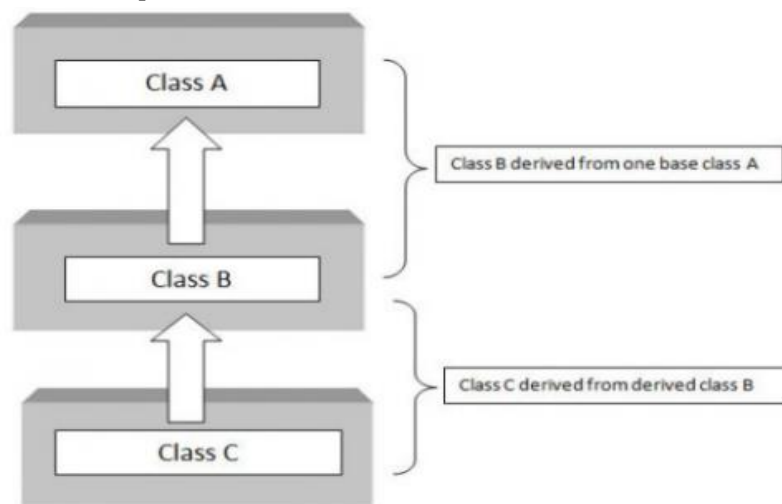 Class A
Class B derived from one base class A
Class B
Class C derived from derived class B
Class C